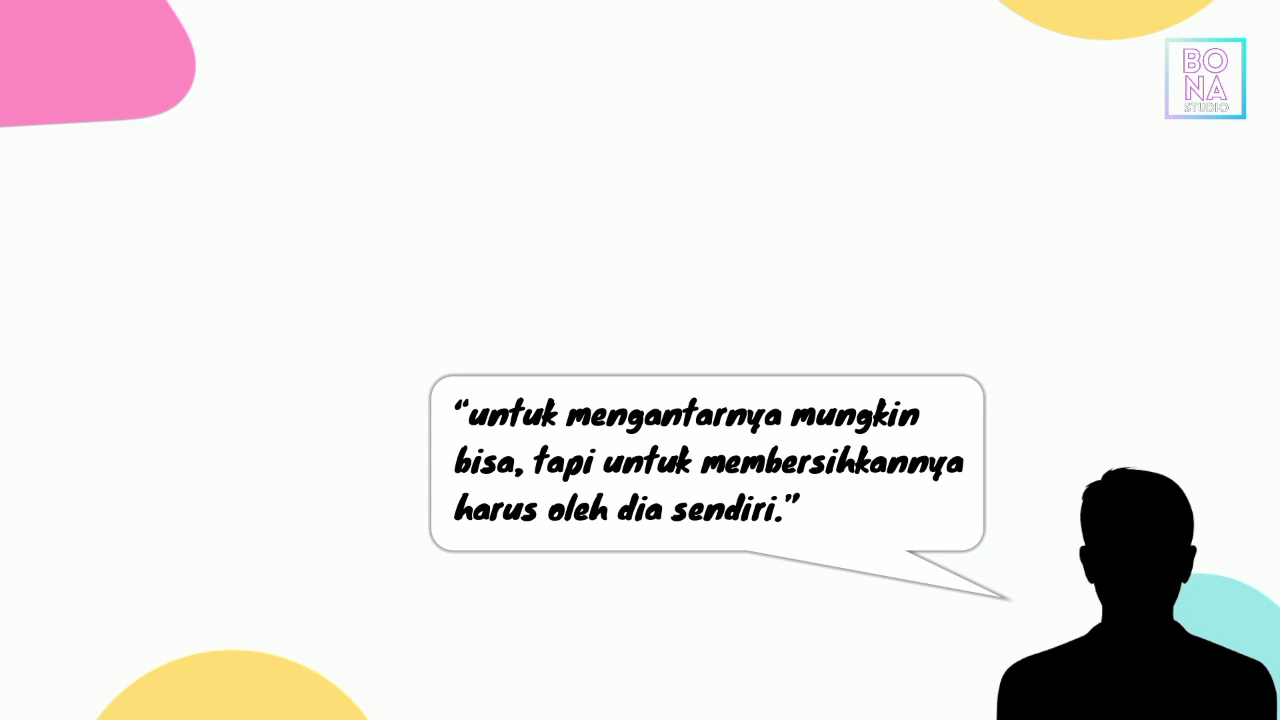 BO
NA
STUDIO
“untuk mengantarnya mungkin
bisa, tapi untuk membersihkannya
harus oleh dia sendiri.”